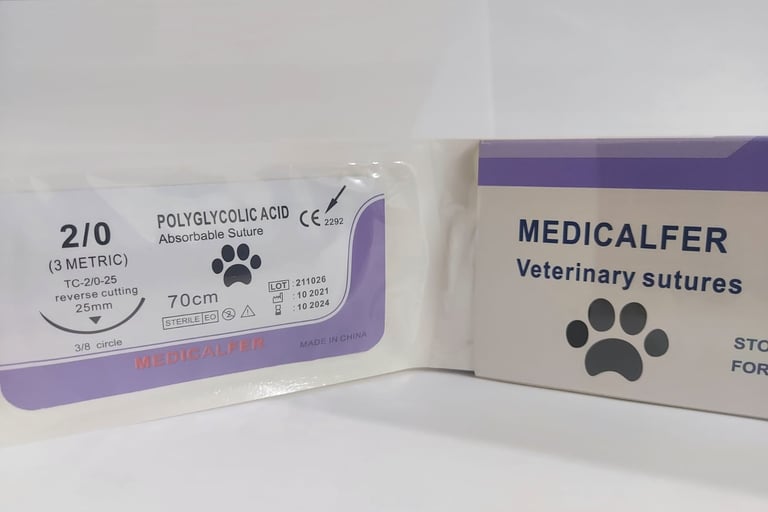 2/0
(3 METRIC)
TC-2/0-25
reverse cutting
25mm
3/8 circle
POLYGLYCOLIC ACID
Absorbable Suture
CE 2292
70cm
STERILE EO
LOT : 211026
: 10 2021
: 10 2024
MEDICALFER
MADE IN CHINA
MEDICALFER
Veterinary sutures
STO
FOR